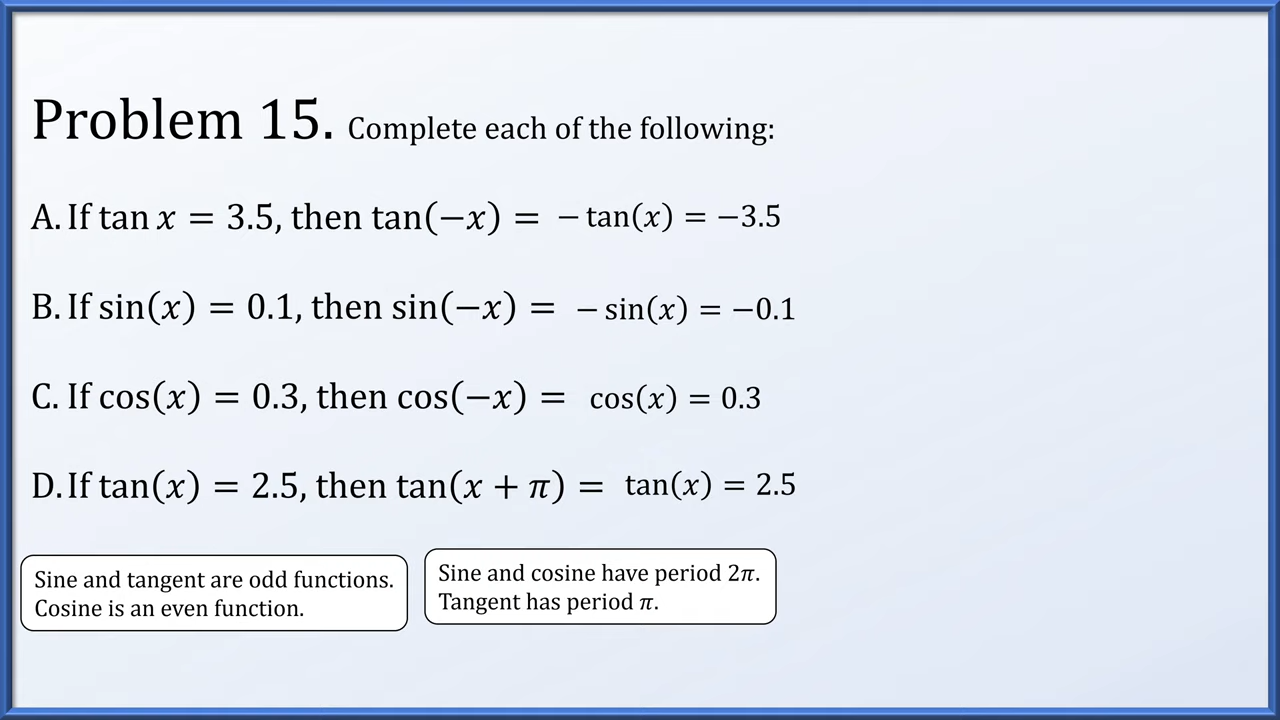 Problem 15. Complete each of the following:
A. If tan x = 3.5, then tan(−x) = − tan(x) = −3.5
B. If sin(x) = 0.1, then sin(−x) = − sin(x) = −0.1
C. If cos(x) = 0.3, then cos(−x) = cos(x) = 0.3
D. If tan(x) = 2.5, then tan(x + π) = tan(x) = 2.5
Sine and tangent are odd functions.
Cosine is an even function.
Sine and cosine have period 2π.
Tangent has period π.